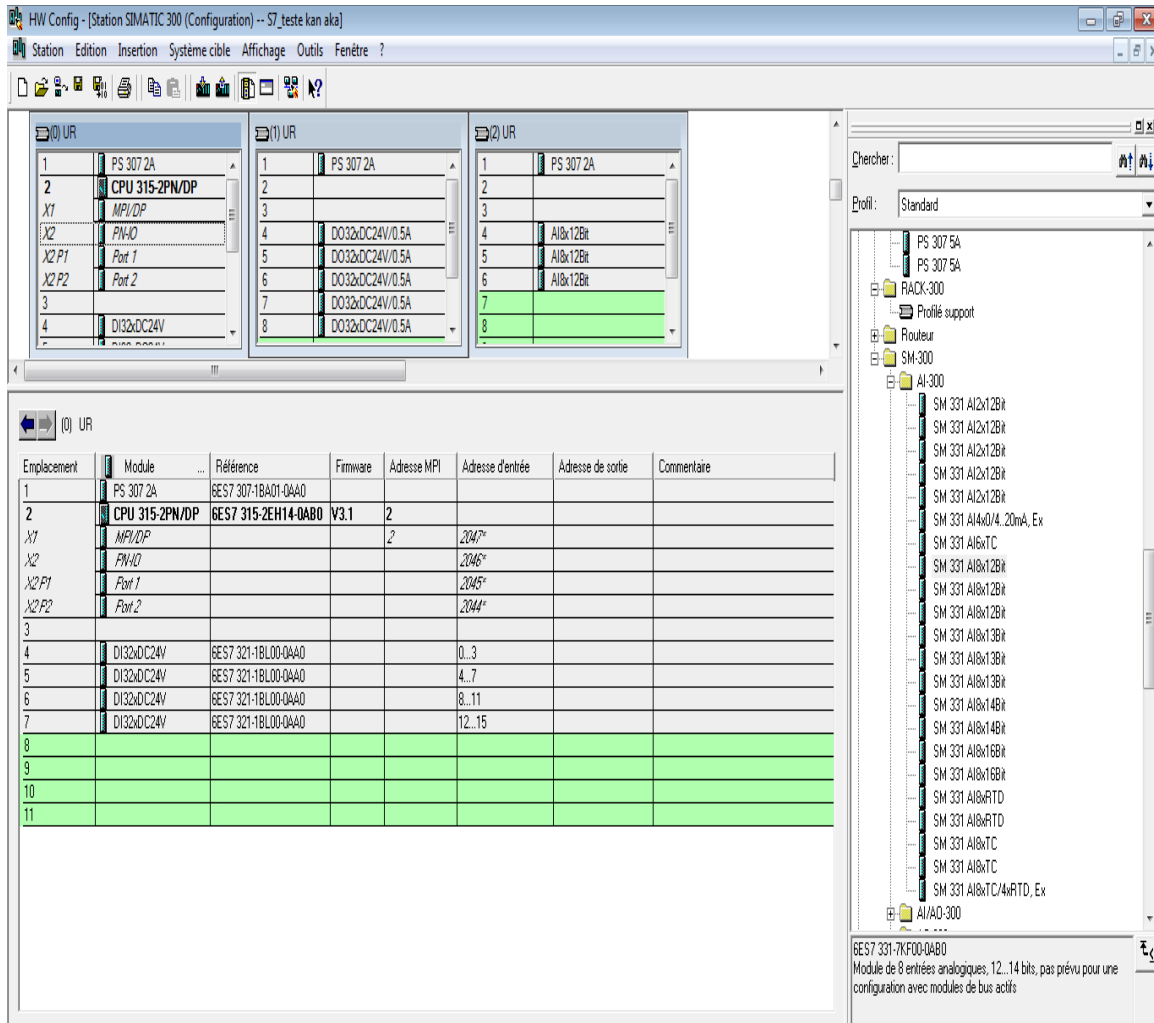 HW Config - [Station SIMATIC 300 (Configuration) -- S7_teste kan aka]
Station Edition Insertion Système cible Affichage Outils Fenêtre ?
(0) UR
1 PS 307 2A
2 CPU 315-2PN/DP
X1 MPI/DP
X2 PN-IO
X2 P1 Port 1
X2 P2 Port 2
3
4 DI32xDC24V
(1) UR
1 PS 307 2A
2
3
4 DO32xDC24V/0.5A
5 DO32xDC24V/0.5A
6 DO32xDC24V/0.5A
7 DO32xDC24V/0.5A
8 DO32xDC24V/0.5A
(2) UR
1 PS 307 2A
2
3
4 AI8x12Bit
5 AI8x12Bit
6 AI8x12Bit
7
8
(0) UR
Emplacement Module ... Référence Firmware Adresse MPI Adresse d'entrée Adresse de sortie Commentaire
1 PS 307 2A 6ES7 307-1BA01-0AA0
2 CPU 315-2PN/DP 6ES7 315-2EH14-0AB0 V3.1 2
X1 MPI/DP 2 2047*
X2 PN-IO 2046*
X2 P1 Port 1 2045*
X2 P2 Port 2 2044*
3
4 DI32xDC24V 6ES7 321-1BL00-0AA0 0...3
5 DI32xDC24V 6ES7 321-1BL00-0AA0 4...7
6 DI32xDC24V 6ES7 321-1BL00-0AA0 8...11
7 DI32xDC24V 6ES7 321-1BL00-0AA0 12...15
8
9
10
11
Chercher :
Profil : Standard
PS 307 5A
PS 307 5A
RACK-300
Profilé support
Routeur
SM-300
AI-300
SM 331 AI2x12Bit
SM 331 AI2x12Bit
SM 331 AI2x12Bit
SM 331 AI2x12Bit
SM 331 AI2x12Bit
SM 331 AI4x0/4..20mA, Ex
SM 331 AI6xTC
SM 331 AI8x12Bit
SM 331 AI8x12Bit
SM 331 AI8x12Bit
SM 331 AI8x13Bit
SM 331 AI8x13Bit
SM 331 AI8x13Bit
SM 331 AI8x14Bit
SM 331 AI8x14Bit
SM 331 AI8x16Bit
SM 331 AI8x16Bit
SM 331 AI8xRTD
SM 331 AI8xRTD
SM 331 AI8xTC
SM 331 AI8xTC
SM 331 AI8xTC/4xRTD, Ex
AI/AO-300
6ES7 331-7KF00-0AB0
Module de 8 entrées analogiques, 12...14 bits, pas prévu pour une
configuration avec modules de bus actifs